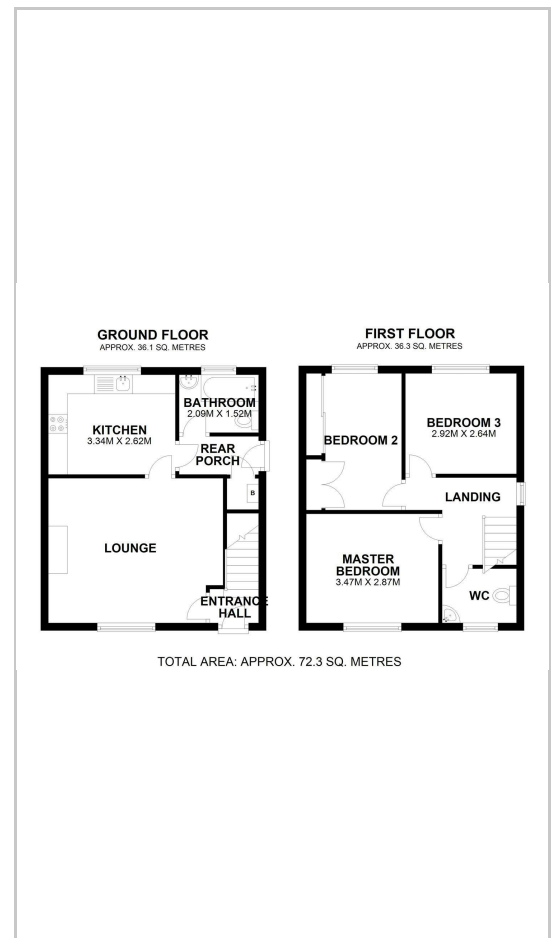 GROUND FLOOR
APPROX. 36.1 SQ. METRES
KITCHEN
3.34M X 2.62M
BATHROOM
2.09M X 1.52M
REAR
PORCH
B
LOUNGE
ENTRANCE
HALL
FIRST FLOOR
APPROX. 36.3 SQ. METRES
BEDROOM 2
BEDROOM 3
2.92M X 2.64M
LANDING
MASTER
BEDROOM
3.47M X 2.87M
WC
TOTAL AREA: APPROX. 72.3 SQ. METRES